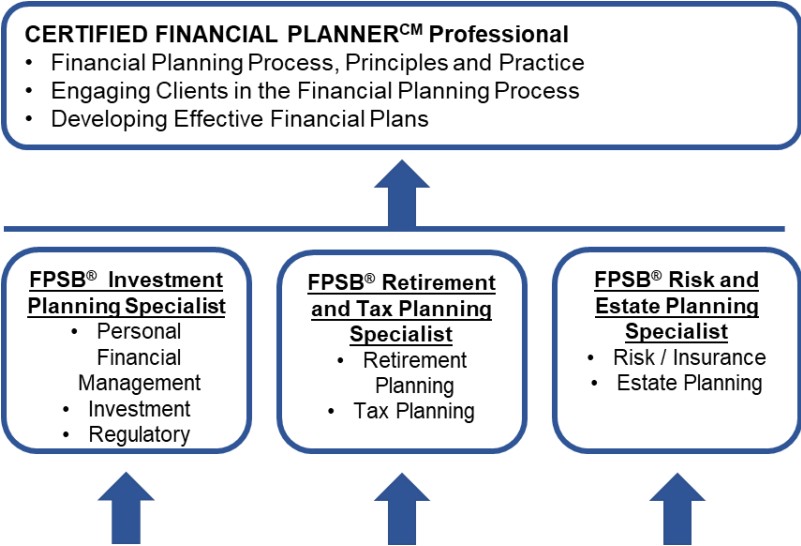 CERTIFIED FINANCIAL PLANNERᶜᴹ Professional
• Financial Planning Process, Principles and Practice
• Engaging Clients in the Financial Planning Process
• Developing Effective Financial Plans
FPSB® Investment
Planning Specialist
• Personal
Financial
Management
• Investment
• Regulatory
FPSB® Retirement
and Tax Planning
Specialist
• Retirement
Planning
• Tax Planning
FPSB® Risk and
Estate Planning
Specialist
• Risk / Insurance
• Estate Planning